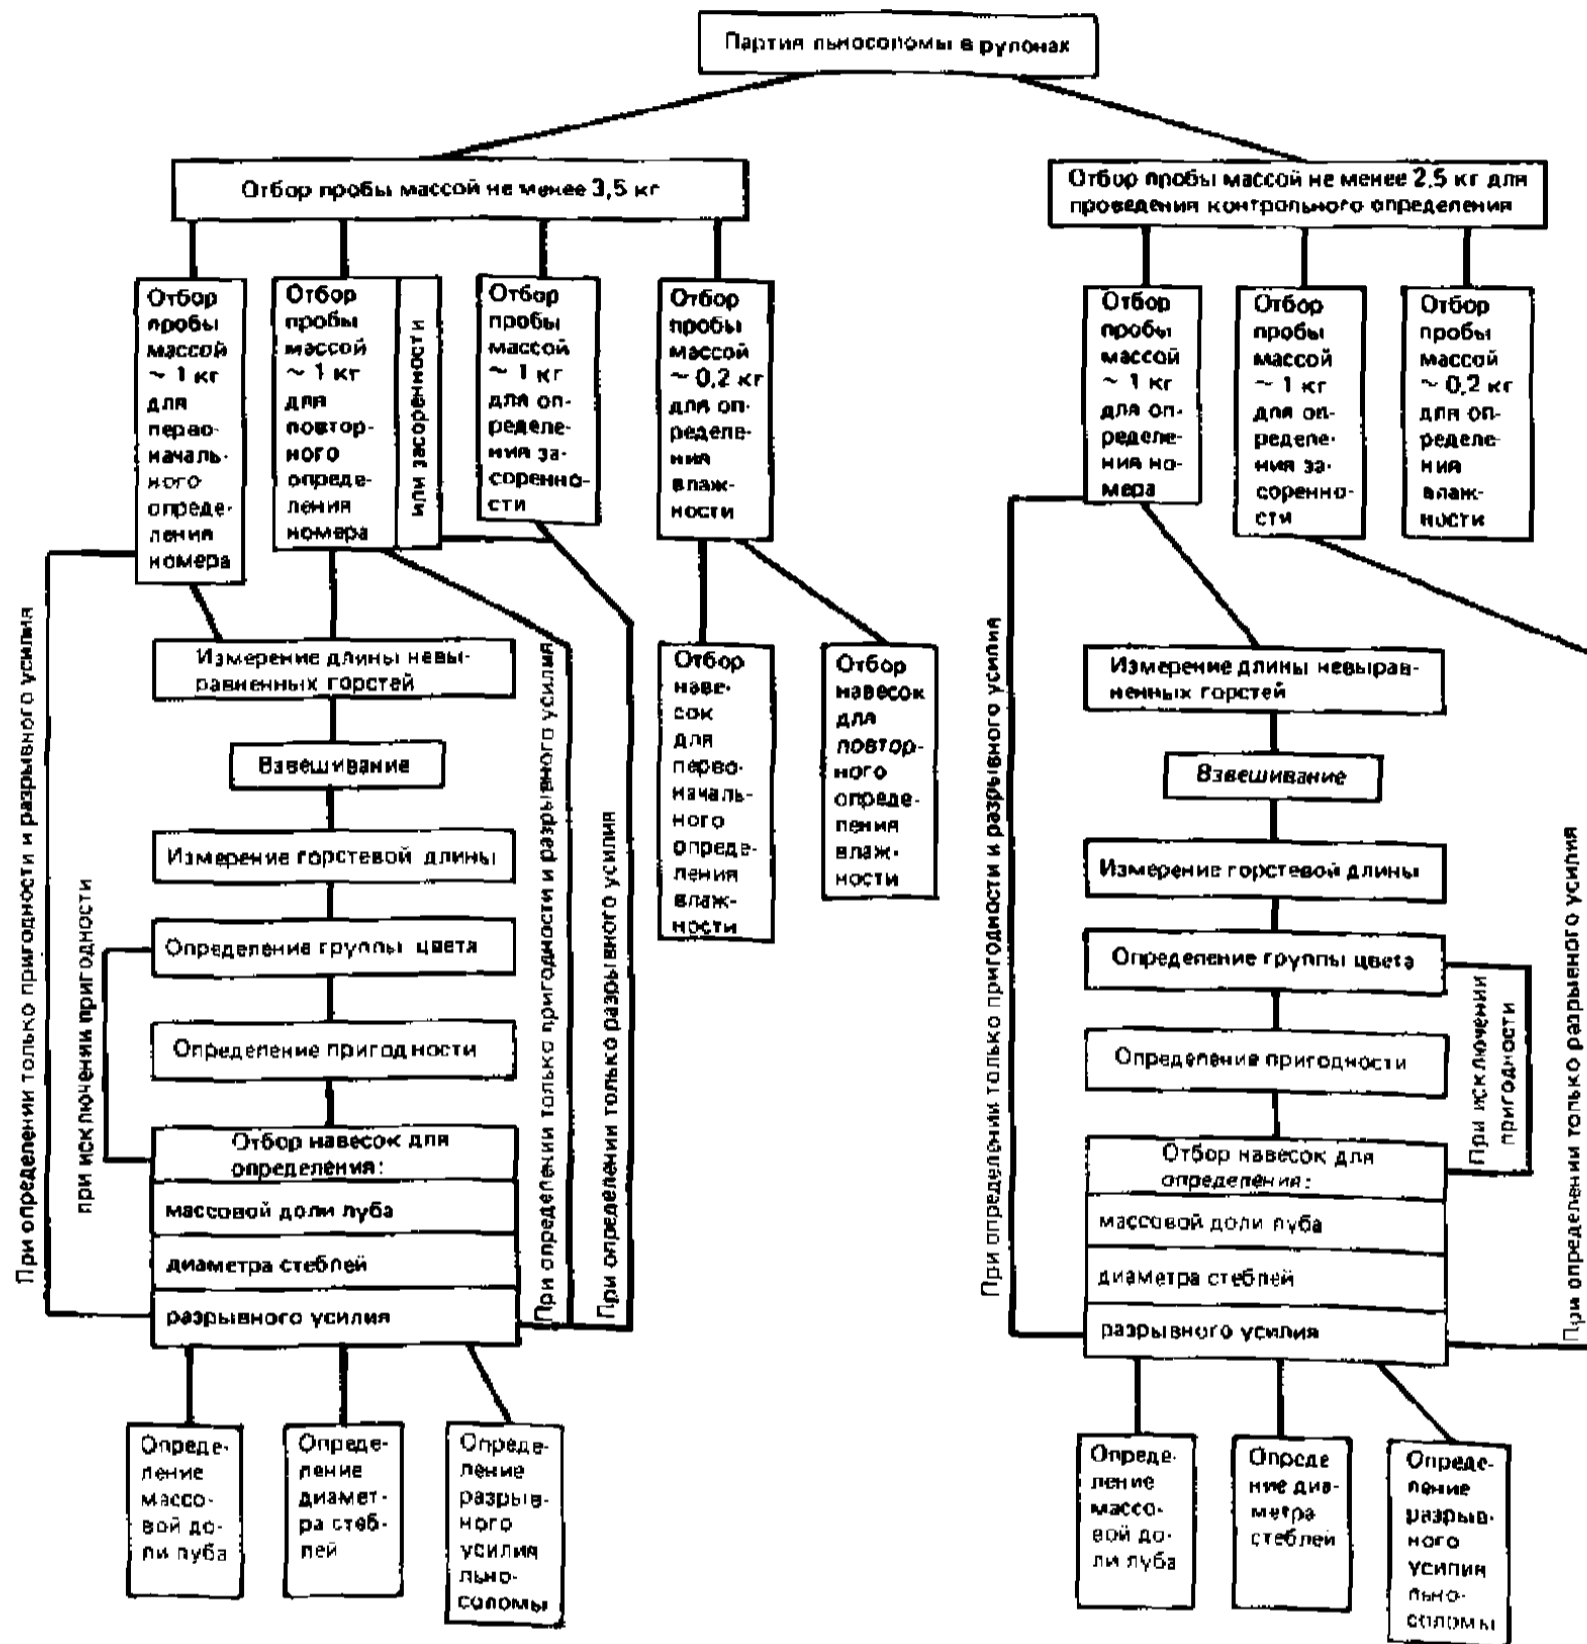 Партия льносоломы в рулонах
Отбор пробы массой не менее 3,5 кг
Отбор пробы массой не менее 2,5 кг для
проведения контрольного определения
Отбор
пробы
массой
~ 1 кг
для
перво-
началь-
ного
опреде-
ления
номера
Отбор
пробы
массой
~ 1 кг
для
повтор-
ного
опреде-
ления
номера
или засоренности
Отбор
пробы
массой
~ 1 кг
для оп-
ределе-
ния за-
соренно-
сти
Отбор
пробы
массой
~ 0,2 кг
для оп-
ределе-
ния
влаж-
ности
Отбор
пробы
массой
~ 1 кг
для оп-
ределе-
ния но-
мера
Отбор
пробы
массой
~ 1 кг
для оп-
ределе-
ния за-
соренно-
сти
Отбор
пробы
массой
~ 0,2 кг
для оп-
ределе-
ния
влаж-
ности
При определении только пригодности и разрывного усилия
при исключении пригодности
Измерение длины невы-
равненных горстей
Взвешивание
Измерение горстевой длины
Определение группы цвета
Определение пригодности
Отбор навесок для
определения:
массовой доли луба
диаметра стеблей
разрывного усилия
При определении только пригодности и разрывного усилия
При определении только разрывного усилия
Отбор
наве-
сок
для
перво-
началь-
ного
опреде-
ления
влаж-
ности
Отбор
навесок
для
повтор-
ного
опреде-
ления
влаж-
ности
Опреде-
ление
массо-
вой до-
ли луба
Опреде-
ление
диамет-
ра стеб-
лей
Опреде-
ление
разрыв-
ного
усилия
льно-
соломы
При определении только пригодности и разрывного усилия
Измерение длины невырав-
ненных горстей
Взвешивание
Измерение горстевой длины
Определение группы цвета
Определение пригодности
При исключении
пригодности
Отбор навесок для
определения:
массовой доли луба
диаметра стеблей
разрывного усилия
При определении только разрывного усилия
Опреде-
ление
массо-
вой до-
ли луба
Опреде
ние диа-
метра
стеблей
Опреде-
ление
разрыв-
ного
усилия
льно-
соломы